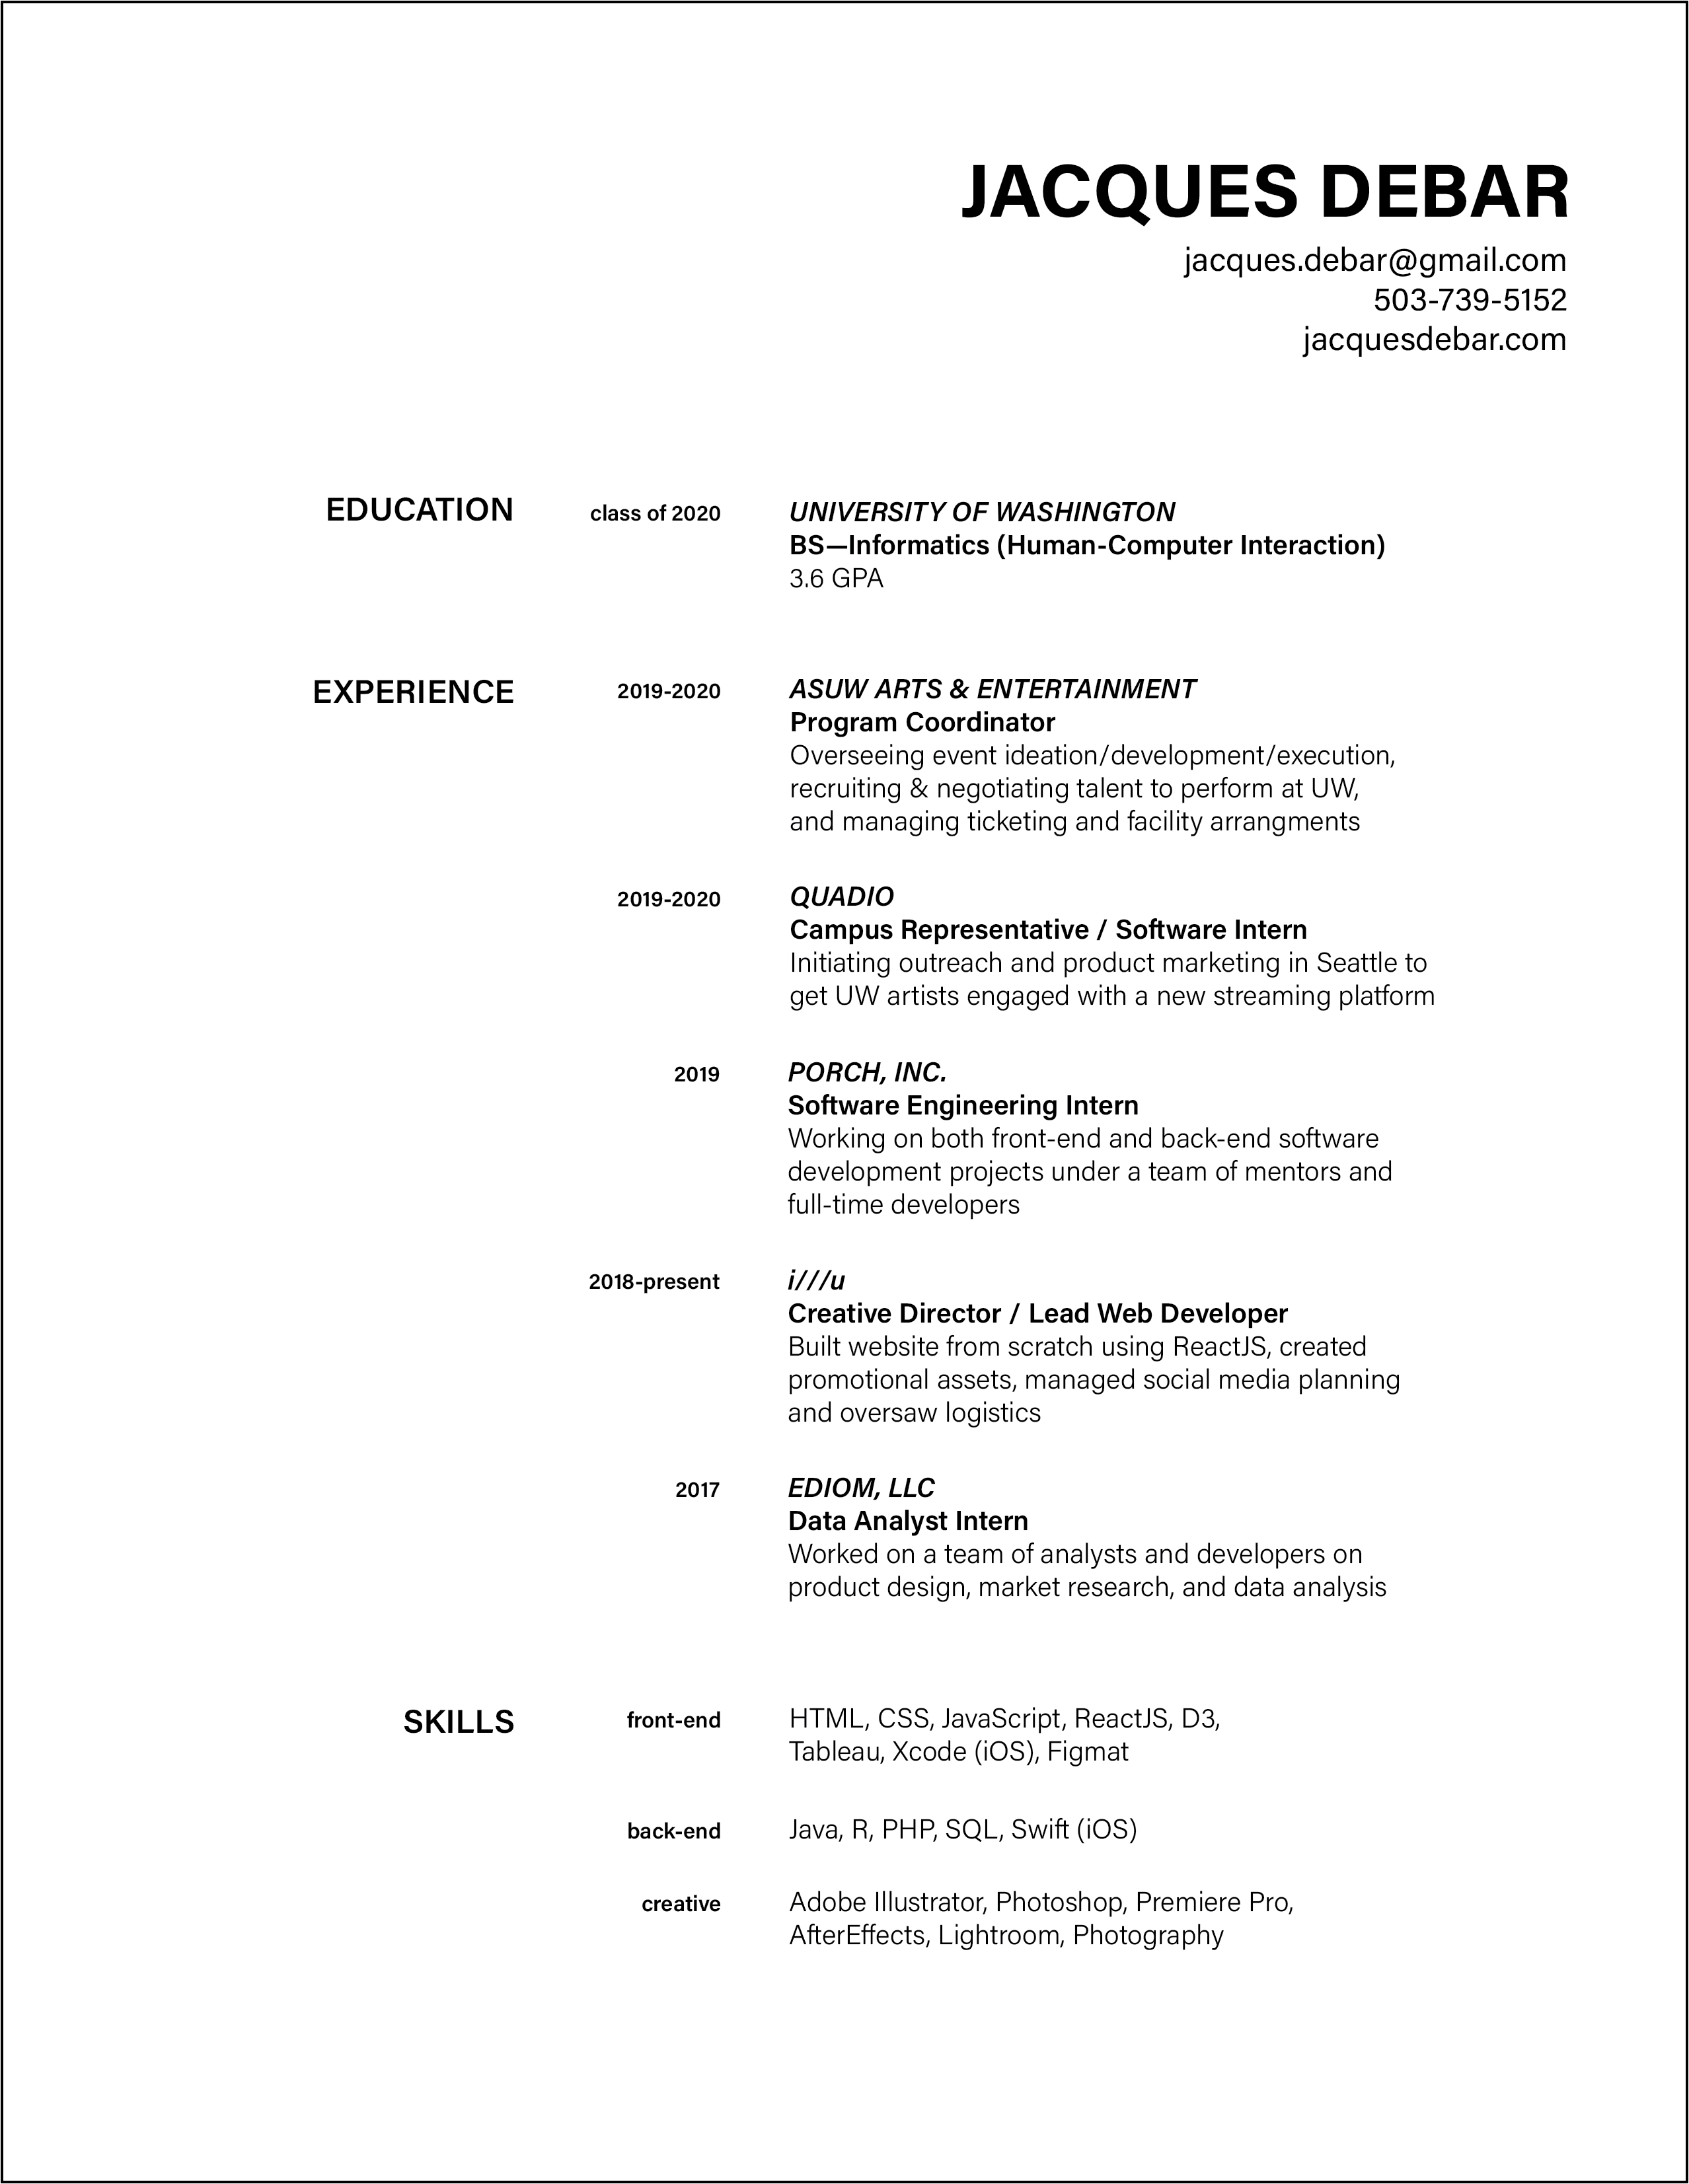 JACQUES DEBAR
jacques.debar@gmail.com
503-739-5152
jacquesdebar.com
EDUCATION
class of 2020
UNIVERSITY OF WASHINGTON
BS—Informatics (Human-Computer Interaction)
3.6 GPA
EXPERIENCE
2019-2020
ASUW ARTS & ENTERTAINMENT
Program Coordinator
Overseeing event ideation/development/execution,
recruiting & negotiating talent to perform at UW,
and managing ticketing and facility arrangments
2019-2020
QUADIO
Campus Representative / Software Intern
Initiating outreach and product marketing in Seattle to
get UW artists engaged with a new streaming platform
2019
PORCH, INC.
Software Engineering Intern
Working on both front-end and back-end software
development projects under a team of mentors and
full-time developers
2018-present
i///u
Creative Director / Lead Web Developer
Built website from scratch using ReactJS, created
promotional assets, managed social media planning
and oversaw logistics
2017
EDIOM, LLC
Data Analyst Intern
Worked on a team of analysts and developers on
product design, market research, and data analysis
SKILLS
front-end
HTML, CSS, JavaScript, ReactJS, D3,
Tableau, Xcode (iOS), Figmat
back-end
Java, R, PHP, SQL, Swift (iOS)
creative
Adobe Illustrator, Photoshop, Premiere Pro,
AfterEffects, Lightroom, Photography